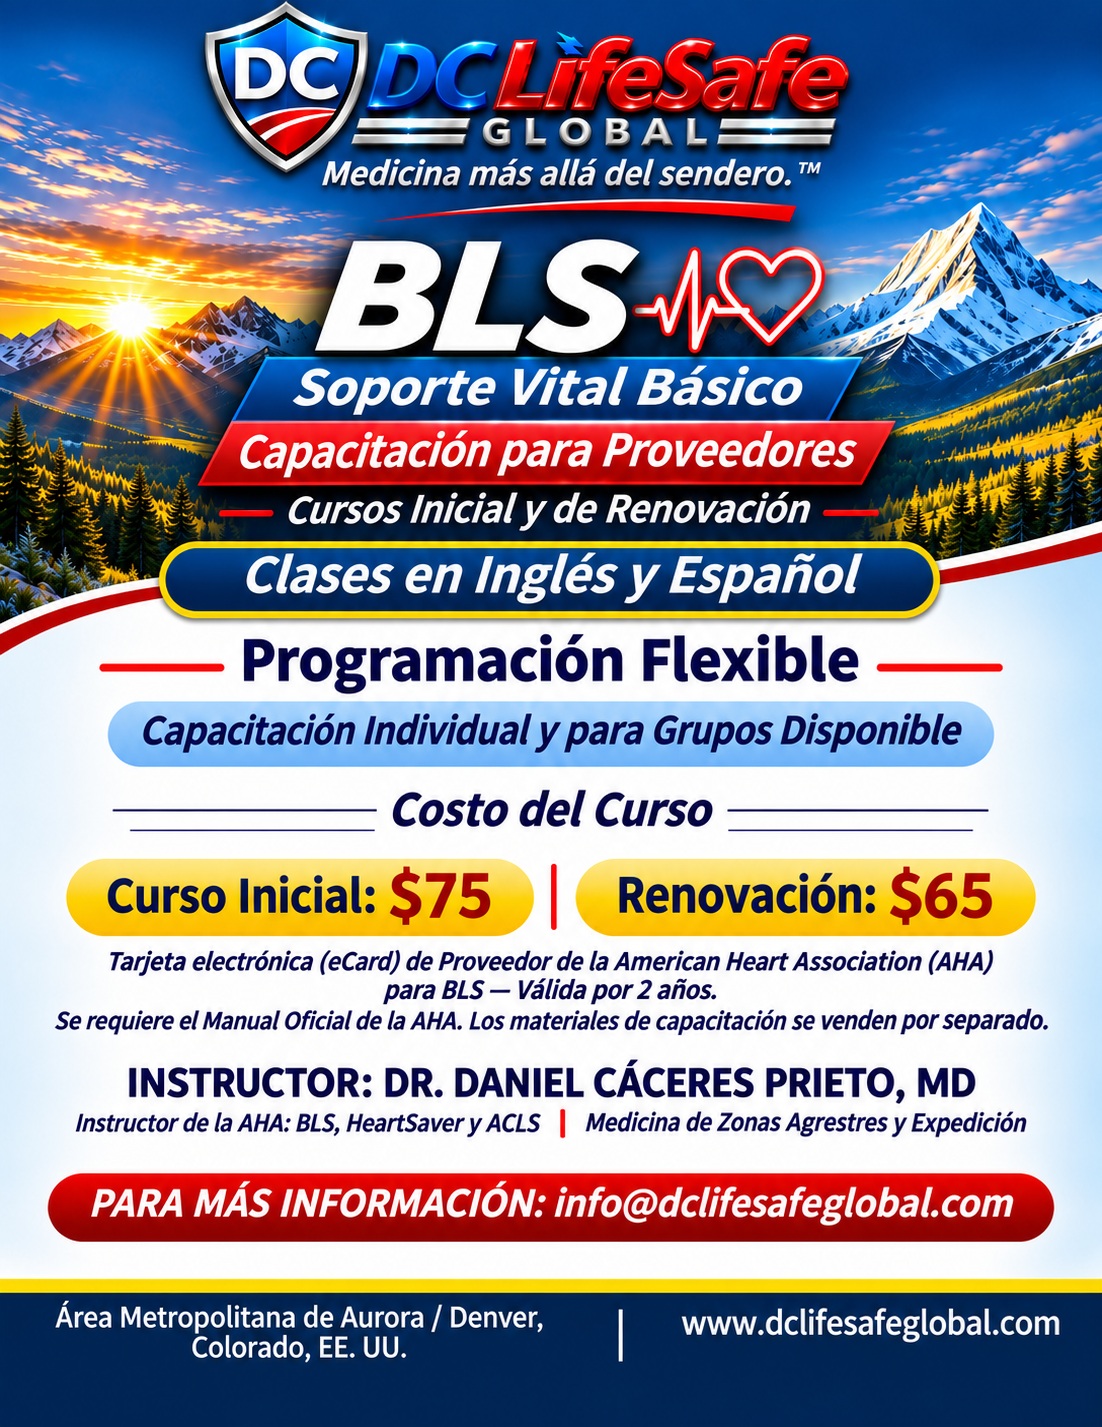 DC
DC LifeSafe
GLOBAL
Medicina más allá del sendero.™
BLS
Soporte Vital Básico
Capacitación para Proveedores
Cursos Inicial y de Renovación
Clases en Inglés y Español
Programación Flexible
Capacitación Individual y para Grupos Disponible
Costo del Curso
Curso Inicial: $75 | Renovación: $65
Tarjeta electrónica (eCard) de Proveedor de la American Heart Association (AHA)
para BLS — Válida por 2 años.
Se requiere el Manual Oficial de la AHA. Los materiales de capacitación se venden por separado.
INSTRUCTOR: DR. DANIEL CÁCERES PRIETO, MD
Instructor de la AHA: BLS, HeartSaver y ACLS | Medicina de Zonas Agrestres y Expedición
PARA MÁS INFORMACIÓN: info@dclifesafeglobal.com
Área Metropolitana de Aurora / Denver,
Colorado, EE. UU.
www.dclifesafeglobal.com